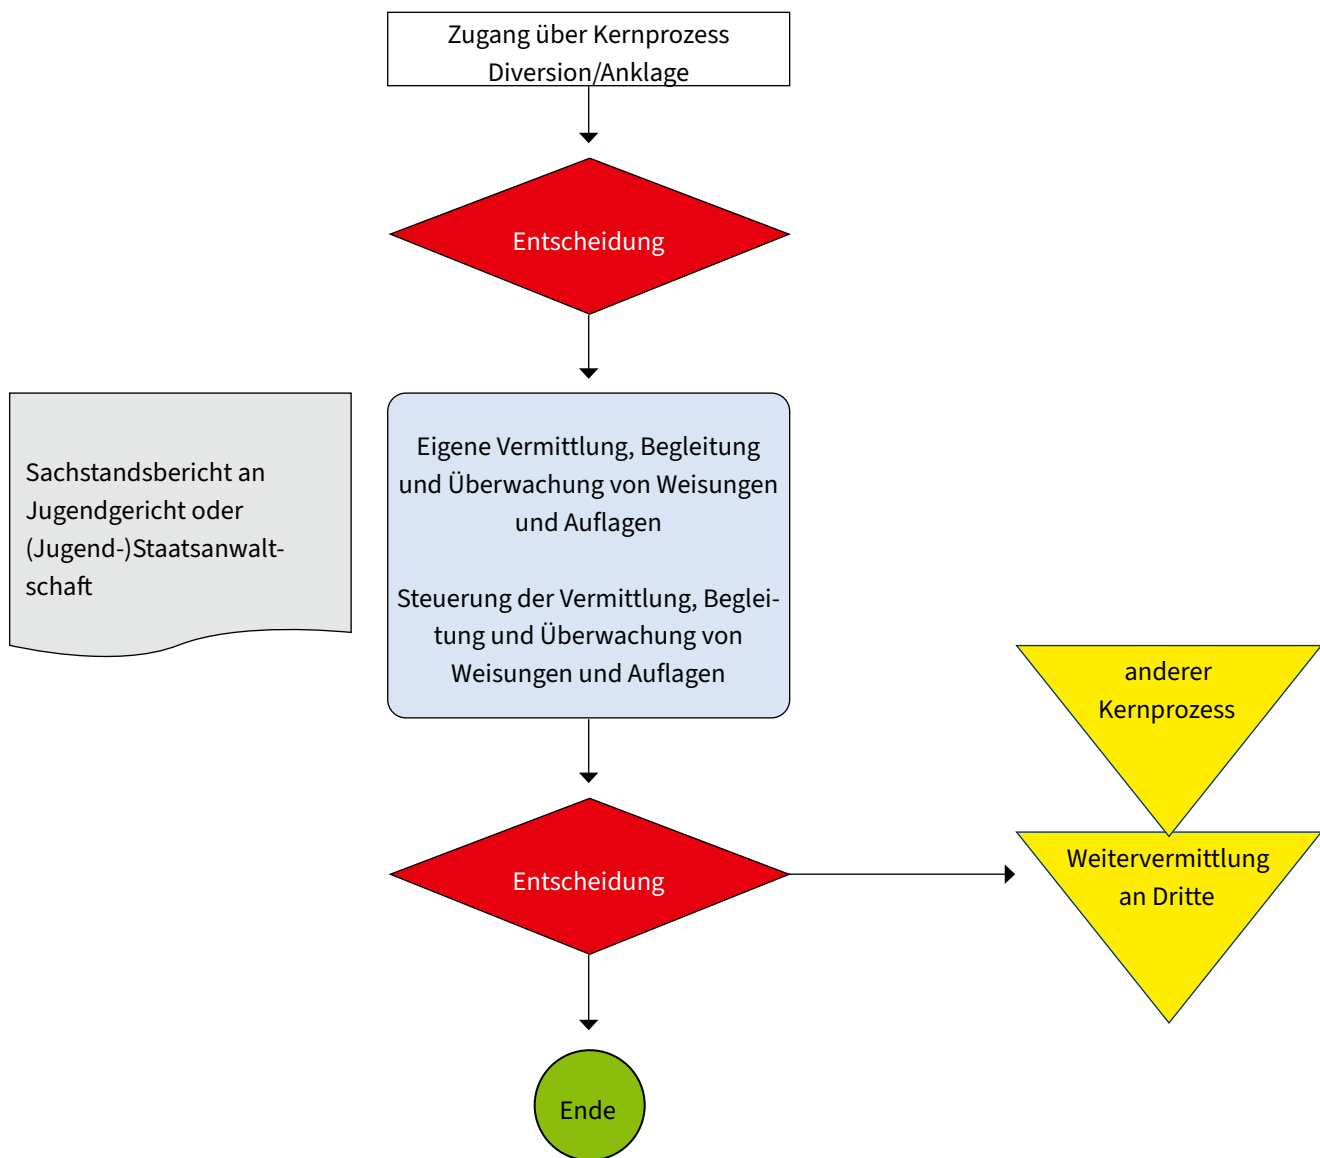 Zugang über Kernprozess
Diversion/Anklage
Entscheidung
Sachstandsbericht an
Jugendgericht oder
(Jugend-)Staatsanwalt-
schaft
Eigene Vermittlung, Begleitung
und Überwachung von Weisungen
und Auflagen
Steuerung der Vermittlung, Beglei-
tung und Überwachung von
Weisungen und Auflagen
anderer
Kernprozess
Entscheidung
Weitervermittlung
an Dritte
Ende